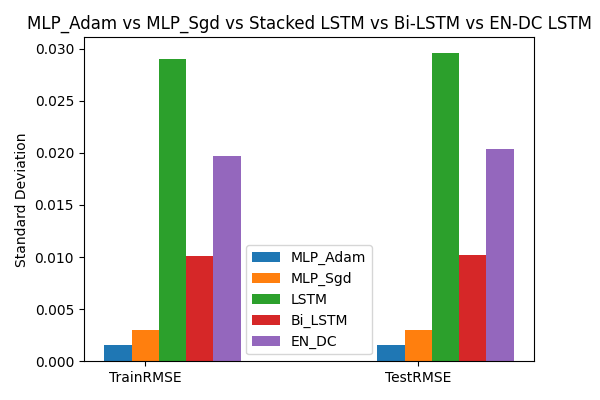 MLP_Adam vs MLP_Sgd vs Stacked LSTM vs Bi-LSTM vs EN-DC LSTM
Standard Deviation
0.030
0.025
0.020
0.015
0.010
0.005
0.000
MLP_Adam
MLP_Sgd
LSTM
Bi_LSTM
EN_DC
TrainRMSE
TestRMSE